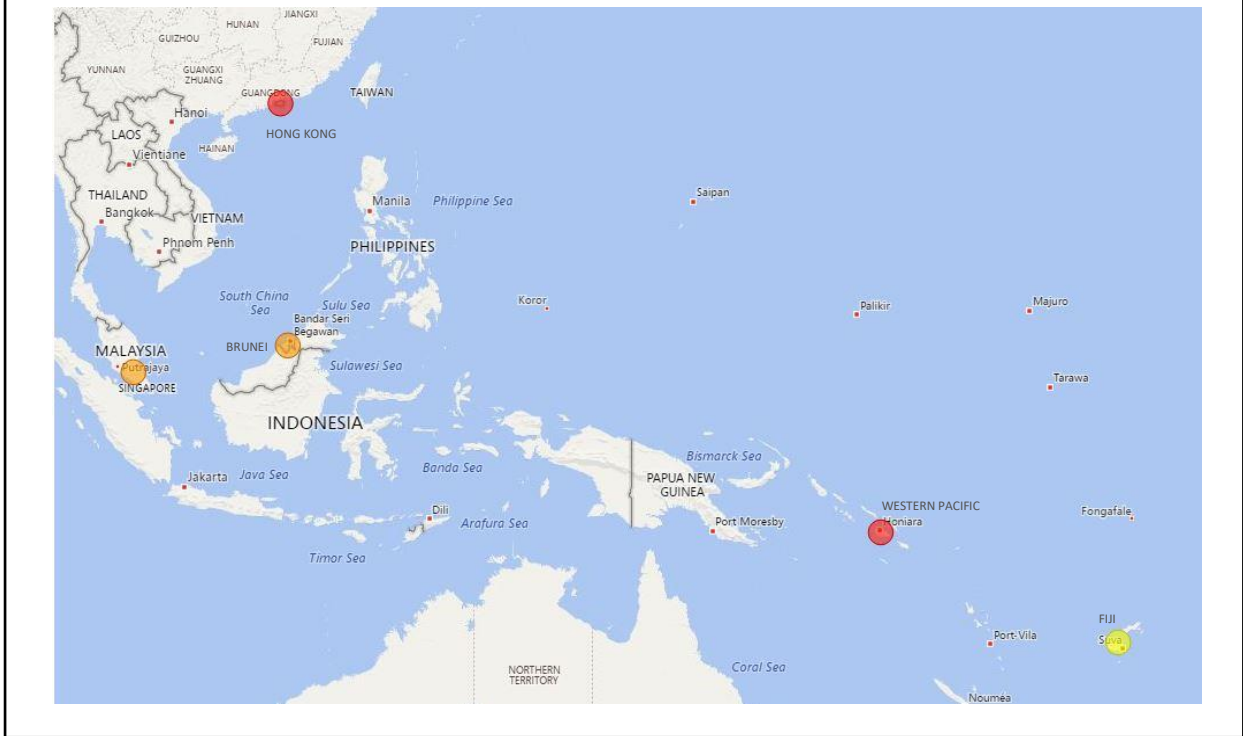 JIANGXI
HUNAN
GUIZHOU
FUJIAN
YUNNAN
GUANGXI
ZHUANG
GUANGDONG
TAIWAN
Hanoi
HONG KONG
LAOS
HAINAN
Vientiane
THAILAND
Bangkok
VIETNAM
Phnom Penh
Manila
Philippine Sea
Saipan
PHILIPPINES
South China
Sea
Sulu Sea
Koror
Palikir
Majuro
Bandar Seri
Begawan
BRUNEI
MALAYSIA
Putrajaya
SINGAPORE
Sulawesi Sea
Tarawa
INDONESIA
Bismarck Sea
Jakarta
Java Sea
Banda Sea
PAPUA NEW
GUINEA
WESTERN PACIFIC
Honiara
Fongafale
Dili
Arafura Sea
Port Moresby
Timor Sea
FIJI
Suva
Port-Vila
Coral Sea
NORTHERN
TERRITORY
Nouméa